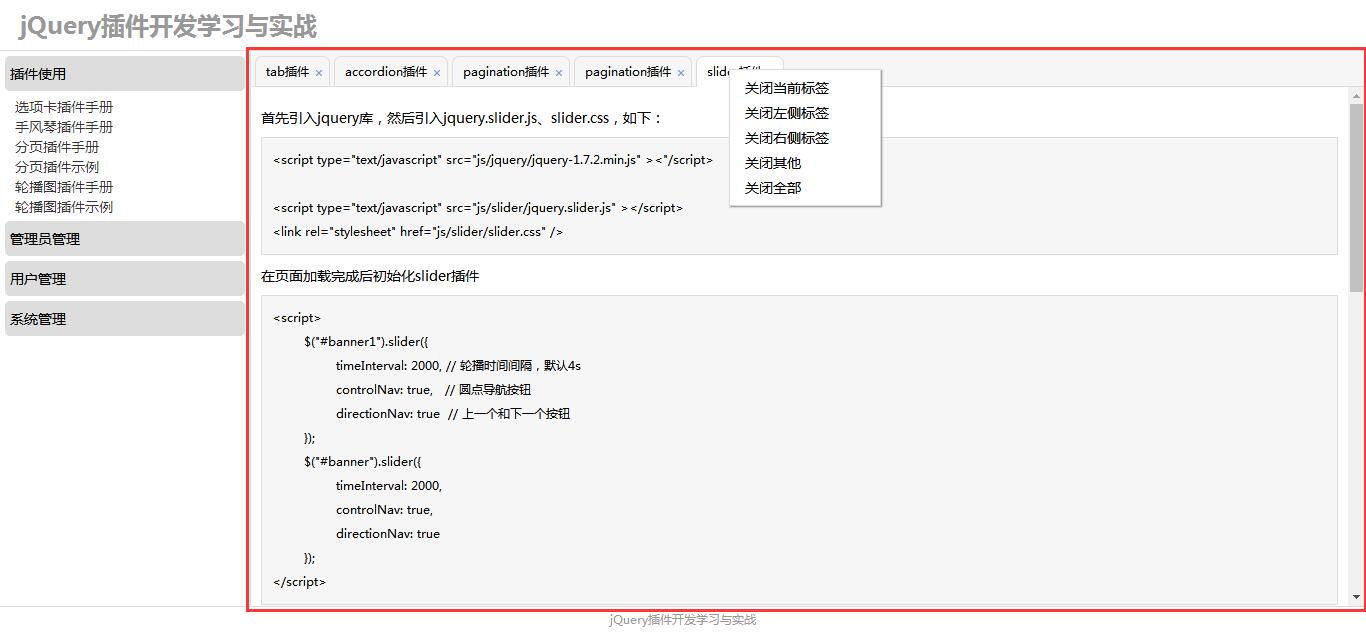 jQuery插件开发学习与实战
插件使用
选项卡插件手册
手风琴插件手册
分页插件手册
分页插件示例
轮播图插件手册
轮播图插件示例
管理员管理
用户管理
系统管理
tab插件 × accordion插件 × pagination插件 × pagination插件 ×
关闭当前标签
关闭左侧标签
关闭右侧标签
关闭其他
关闭全部
首先引入jquery库，然后引入jquery.slider.js、slider.css，如下：
<script type="text/javascript" src="js/jquery/jquery-1.7.2.min.js" ><"/script>
<script type="text/javascript" src="js/slider/jquery.slider.js" ></script>
<link rel="stylesheet" href="js/slider/slider.css" />
在页面加载完成后初始化slider插件
<script>
$("#banner1").slider({
timeInterval: 2000, // 轮播时间间隔，默认4s
controlNav: true,   // 圆点导航按钮
directionNav: true  // 上一个和下一个按钮
});
$("#banner").slider({
timeInterval: 2000,
controlNav: true,
directionNav: true
});
</script>
jQuery插件开发学习与实战